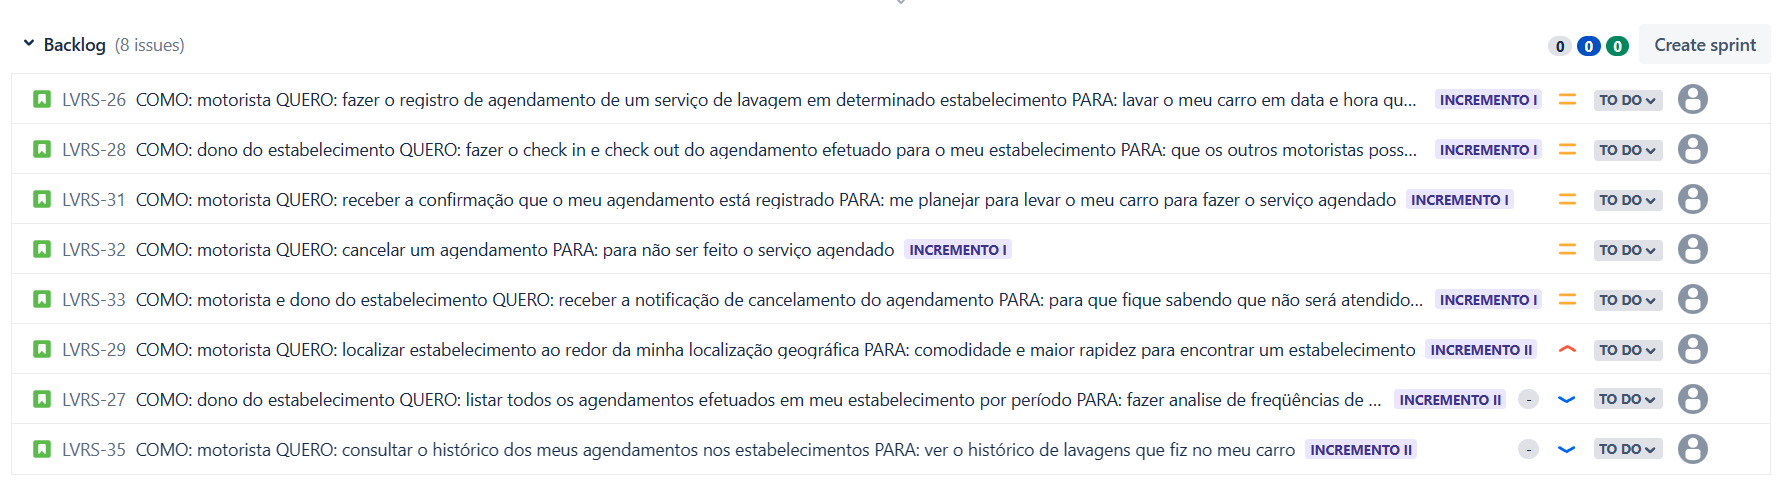 Backlog (8 issues) 0 0 0 Create sprint
LVRS-26 COMO: motorista QUERO: fazer o registro de agendamento de um serviço de lavagem em determinado estabelecimento PARA: lavar o meu carro em data e hora qu... INCREMENTO I TO DO
LVRS-28 COMO: dono do estabelecimento QUERO: fazer o check in e check out do agendamento efetuado para o meu estabelecimento PARA: que os outros motoristas poss... INCREMENTO I TO DO
LVRS-31 COMO: motorista QUERO: receber a confirmação que o meu agendamento está registrado PARA: me planejar para levar o meu carro para fazer o serviço agendado INCREMENTO I TO DO
LVRS-32 COMO: motorista QUERO: cancelar um agendamento PARA: para não ser feito o serviço agendado INCREMENTO I TO DO
LVRS-33 COMO: motorista e dono do estabelecimento QUERO: receber a notificação de cancelamento do agendamento PARA: para que fique sabendo que não será atendido... INCREMENTO I TO DO
LVRS-29 COMO: motorista QUERO: localizar estabelecimento ao redor da minha localização geográfica PARA: comodidade e maior rapidez para encontrar um estabelecimento INCREMENTO II TO DO
LVRS-27 COMO: dono do estabelecimento QUERO: listar todos os agendamentos efetuados em meu estabelecimento por período PARA: fazer analise de freqüências de ... INCREMENTO II - TO DO
LVRS-35 COMO: motorista QUERO: consultar o histórico dos meus agendamentos nos estabelecimentos PARA: ver o histórico de lavagens que fiz no meu carro INCREMENTO II - TO DO